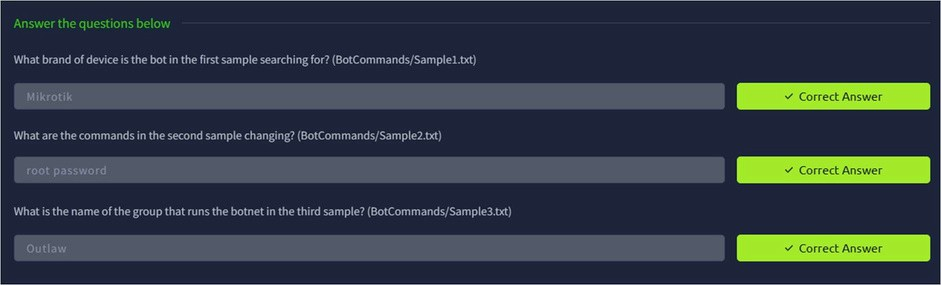 Answer the questions below
What brand of device is the bot in the first sample searching for? (BotCommands/Sample1.txt)
Mikrotik
✓ Correct Answer
What are the commands in the second sample changing? (BotCommands/Sample2.txt)
root password
✓ Correct Answer
What is the name of the group that runs the botnet in the third sample? (BotCommands/Sample3.txt)
Outlaw
✓ Correct Answer